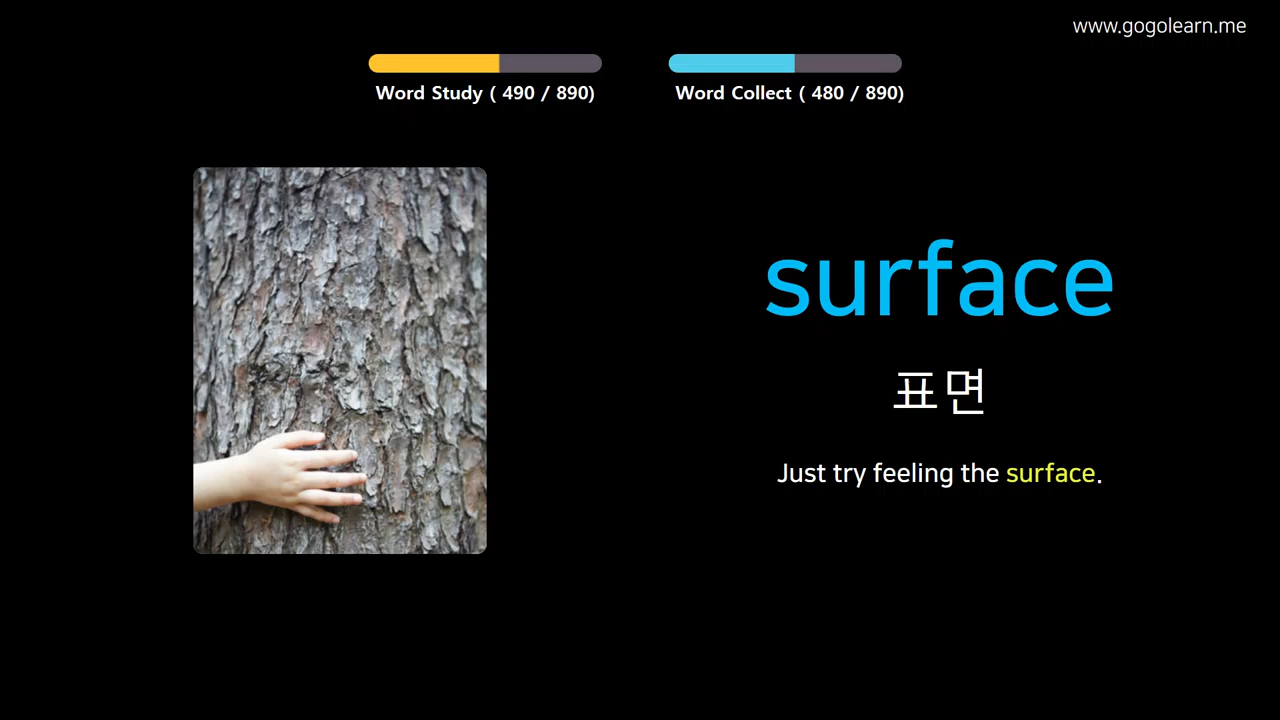 www.gogolearn.me
Word Study ( 490 / 890)
Word Collect ( 480 / 890)
surface
표면
Just try feeling the surface.